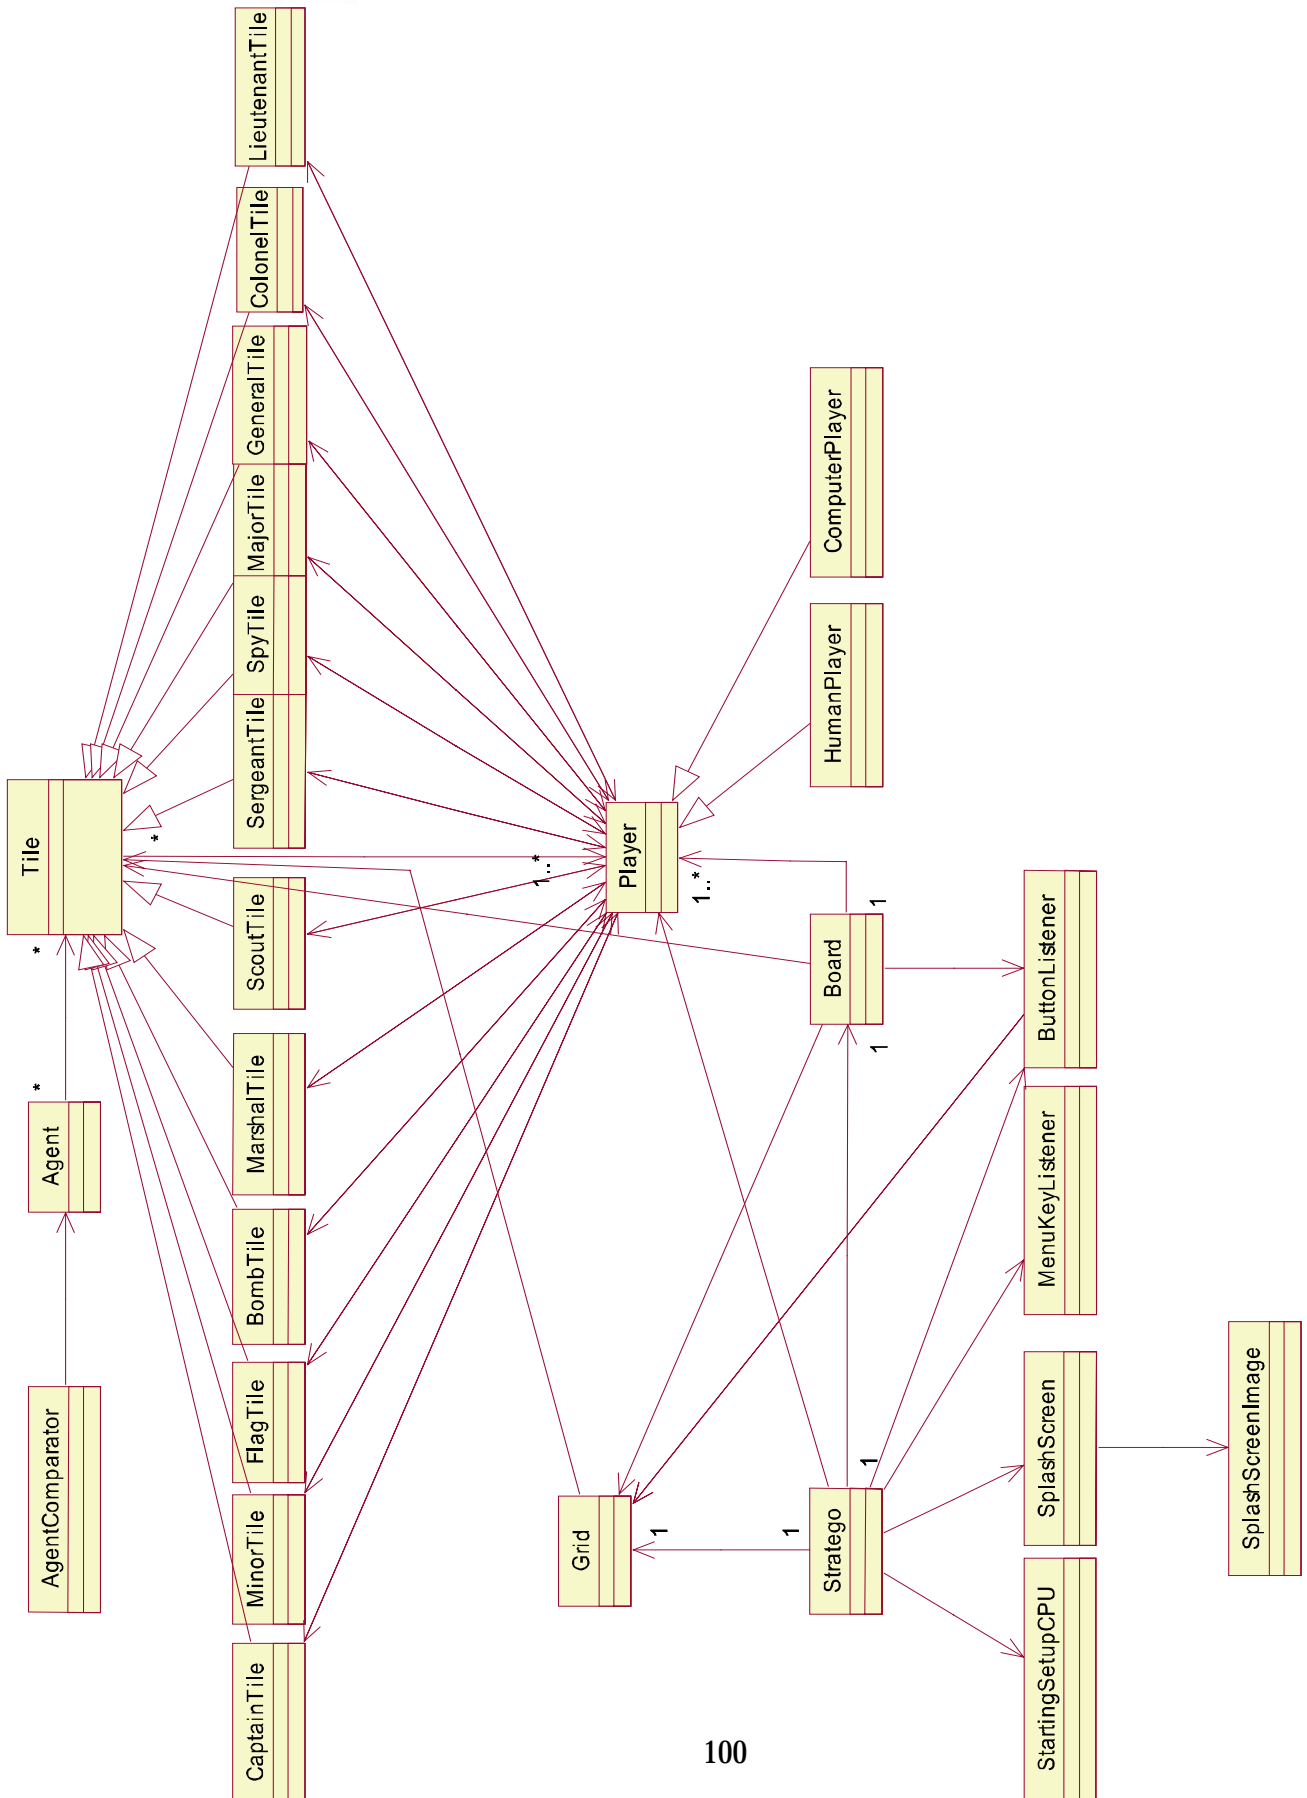 LieutenantTile
ColonelTile
GeneralTile
MajorTile
SpyTile
SergeantTile
ScoutTile
MarshalTile
BombTile
FlagTile
MinorTile
CaptainTile
Tile
*
*
*
Agent
AgentComparator
ComputerPlayer
HumanPlayer
Player
1..*
1..*
1
Board
1
ButtonListener
MenuKeyListener
SplashScreen
SplashScreenImage
StartingSetupCPU
Stratego
1
1
1
Grid
100